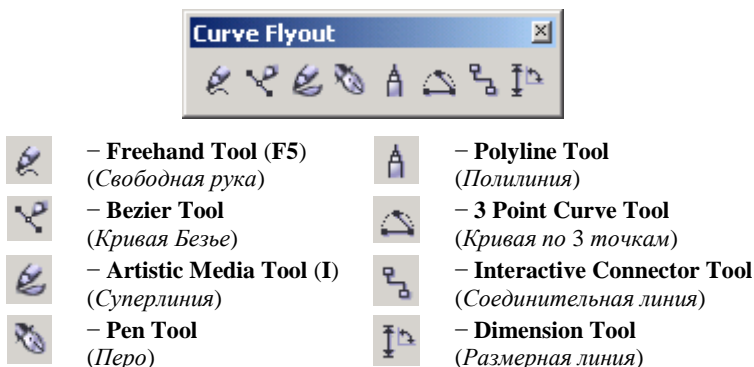 Curve Flyout
– Freehand Tool (F5)
(Свободная рука)
– Bezier Tool
(Кривая Безье)
– Artistic Media Tool (I)
(Суперлиния)
– Pen Tool
(Перо)
– Polyline Tool
(Полилиния)
– 3 Point Curve Tool
(Кривая по 3 точкам)
– Interactive Connector Tool
(Соединительная линия)
– Dimension Tool
(Размерная линия)